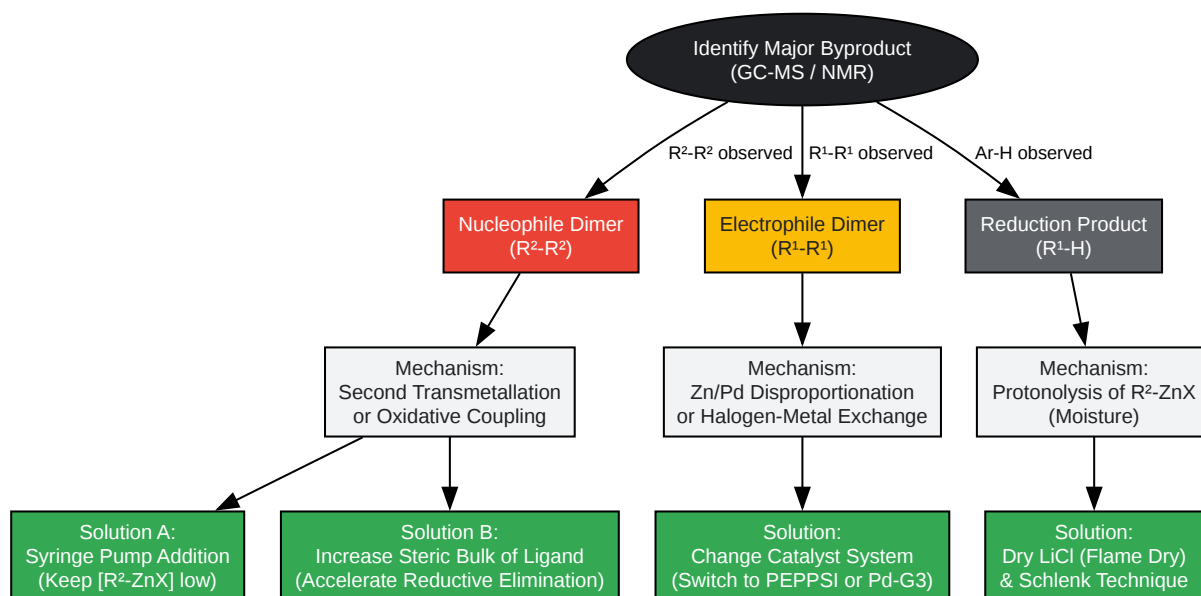 Identify Major Byproduct
(GC-MS / NMR)
R²-R² observed
R¹-R¹ observed
Ar-H observed
Nucleophile Dimer
(R²-R²)
Electrophile Dimer
(R¹-R¹)
Reduction Product
(R¹-H)
Mechanism:
Second Transmetallation
or Oxidative Coupling
Mechanism:
Zn/Pd Disproportionation
or Halogen-Metal Exchange
Mechanism:
Protonolysis of R²-ZnX
(Moisture)
Solution A:
Syringe Pump Addition
(Keep [R²-ZnX] low)
Solution B:
Increase Steric Bulk of Ligand
(Accelerate Reductive Elimination)
Solution:
Change Catalyst System
(Switch to PEPPSI or Pd-G3)
Solution:
Dry LiCl (Flame Dry)
& Schlenk Technique